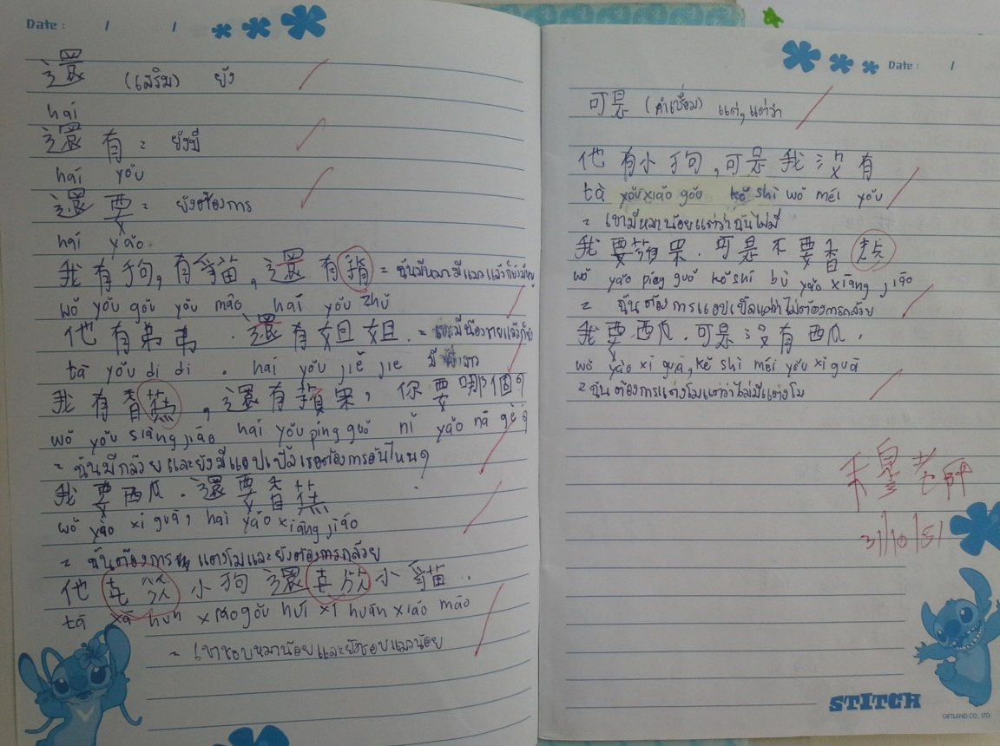 Date : / /
還 (เสริม) ยัง
hái
還 有 = ยังมี
hái yǒu
還 要 = ยังต้องการ
hái yào
我 有 狗, 有 貓, 還 有 豬 = ฉันมีหมามีแมวแล้วก็ยังมีหมู
wǒ yǒu gǒu yǒu māo hái yǒu zhū
他 有 弟 弟 . 還 有 姐 姐 . = เขามีน้องชายแล้วก็ยัง
tā yǒu dì di . hái yǒu jiě jie มี พี่สาว
我 有 香 蕉 , 還 有 蘋 果, 你 要 哪 個?
wǒ yǒu siāng jiāo hái yǒu píng guǒ nǐ yào nǎ gè?
= ฉันมีกล้วยและยังมีแอปเปิ้ลเธอต้องการอันไหน?
我 要 西 瓜 . 還 要 香 蕉
wǒ yào xi guā, hái yào xiāng jiāo
= ฉันต้องการ แตงโมและยังต้องการกล้วย
他 小 狗 還 小 貓 .
tā xǎ hun xiǎo gǒu hái xǐ huān xiǎo māo
= เขาชอบหมาน้อยและยังชอบแมวน้อย
Date : /
可 是 (คำเชื่อม) แต่, แต่ว่า
他 有 小 狗 , 可 是 我 沒 有
tà yǒu xiǎo gǒu kě shì wǒ méi yǒu
= เขามีหมาน้อยแต่ว่าฉันไม่มี
我 要 蘋 果 . 可 是 不 要 香 蕉
wǒ yào píng guǒ kě shì bù yào xiāng jiāo
= ฉันต้องการแอปเปิ้ลแต่ว่าไม่ต้องการกล้วย
我 要 西 瓜 . 可 是 沒 有 西 瓜 .
wǒ yào xi guā, kě shì méi yǒu xi guā
= ฉันต้องการแตงโมแต่ว่าไม่มีแตงโม
老師
31/10/51
STITCH
GIFTLAND CO., LTD.